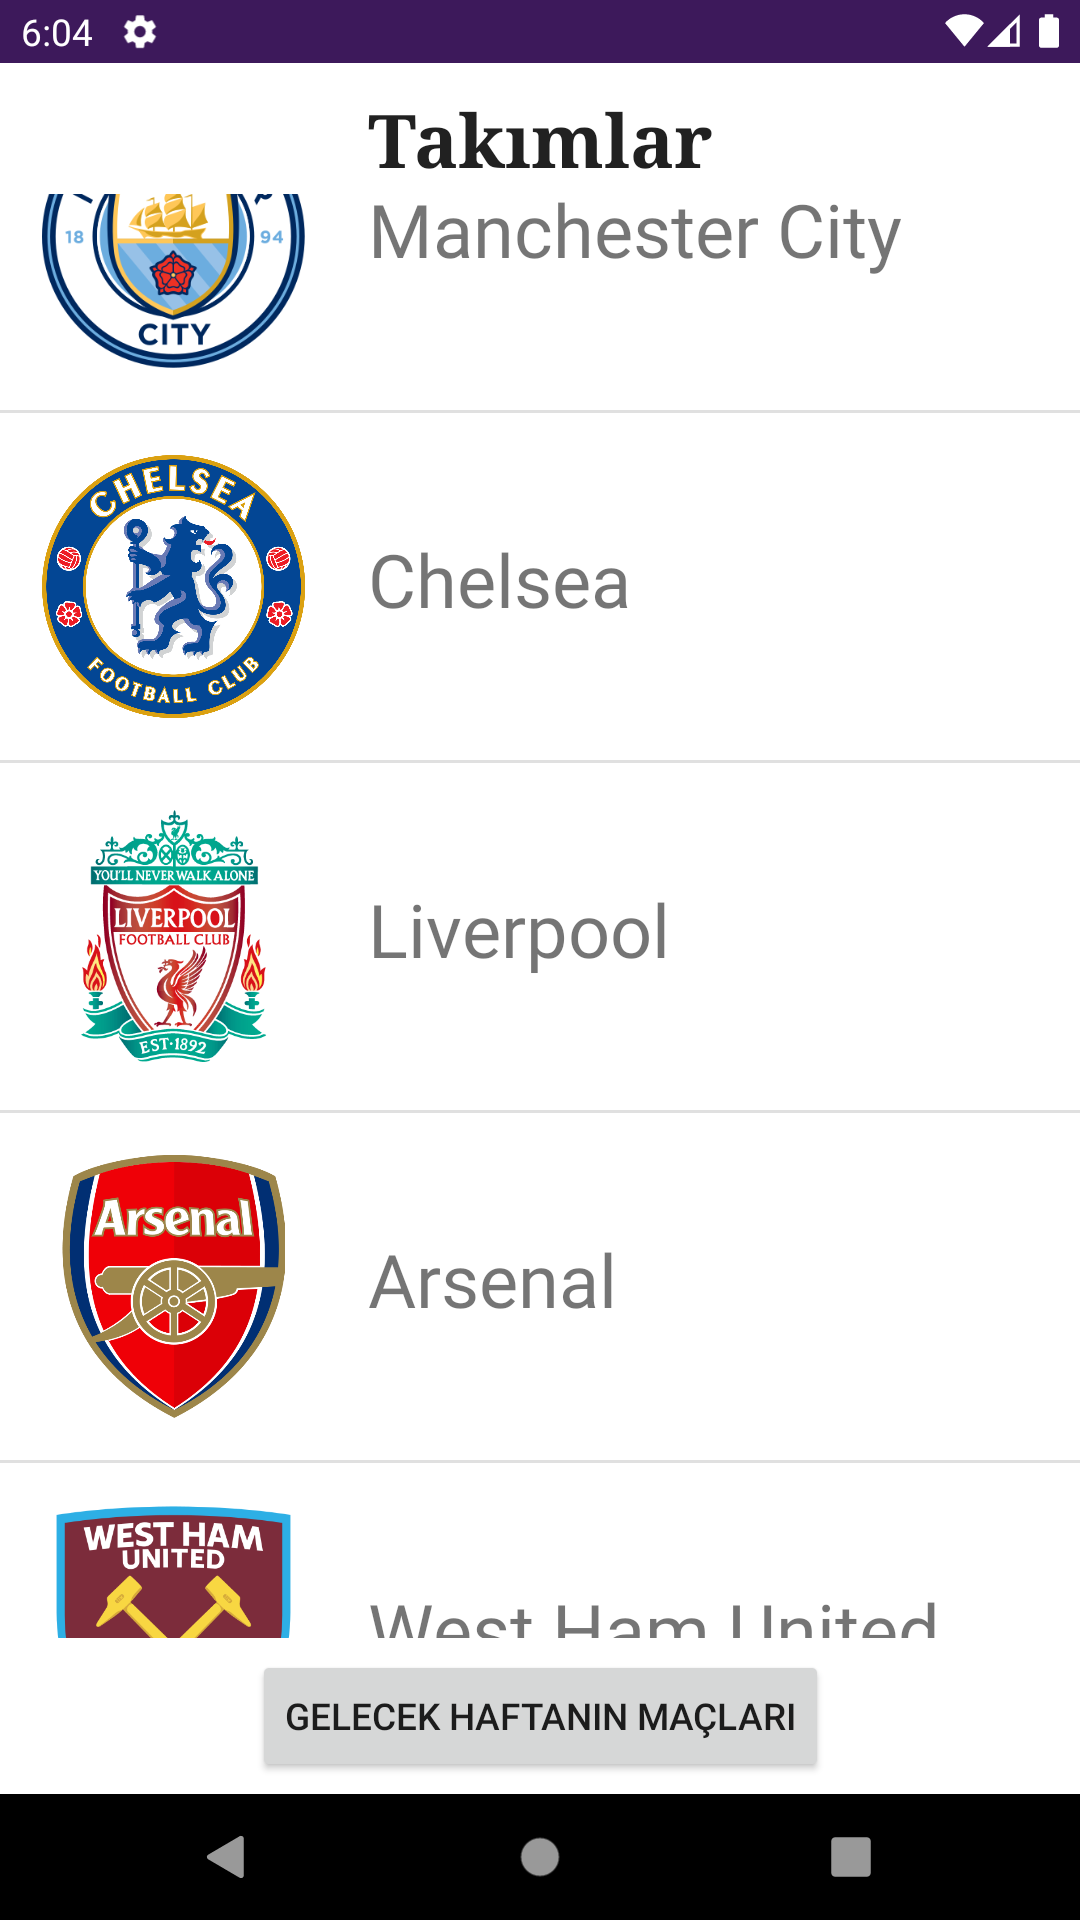 6:04
Takımlar
18 94
CITY
Manchester City
CHELSEA
FOOTBALL CLUB
Chelsea
YOU'LL NEVER WALK ALONE
LIVERPOOL
FOOTBALL CLUB
EST·1892
Liverpool
Arsenal
Arsenal
WEST HAM
UNITED
West Ham United
GELECEK HAFTANIN MAÇLARI